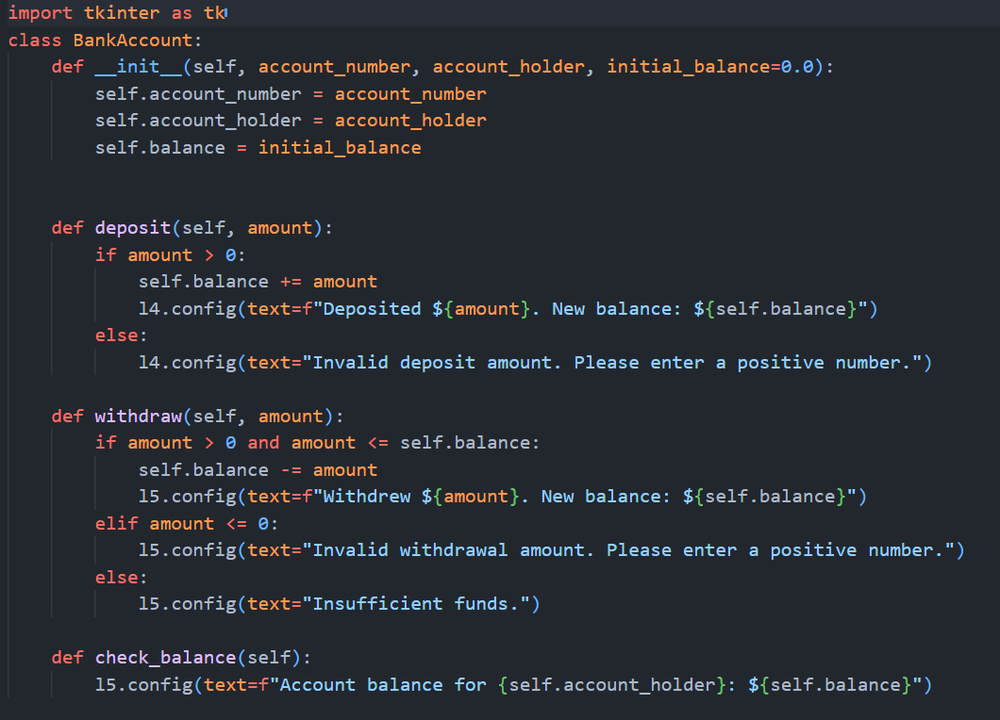 import tkinter as tk
class BankAccount:
    def __init__(self, account_number, account_holder, initial_balance=0.0):
        self.account_number = account_number
        self.account_holder = account_holder
        self.balance = initial_balance
    def deposit(self, amount):
        if amount > 0:
            self.balance += amount
            l4.config(text=f"Deposited ${amount}. New balance: ${self.balance}")
        else:
            l4.config(text="Invalid deposit amount. Please enter a positive number.")
    def withdraw(self, amount):
        if amount > 0 and amount <= self.balance:
            self.balance -= amount
            l5.config(text=f"Withdrew ${amount}. New balance: ${self.balance}")
        elif amount <= 0:
            l5.config(text="Invalid withdrawal amount. Please enter a positive number.")
        else:
            l5.config(text="Insufficient funds.")
    def check_balance(self):
        l5.config(text=f"Account balance for {self.account_holder}: ${self.balance}")